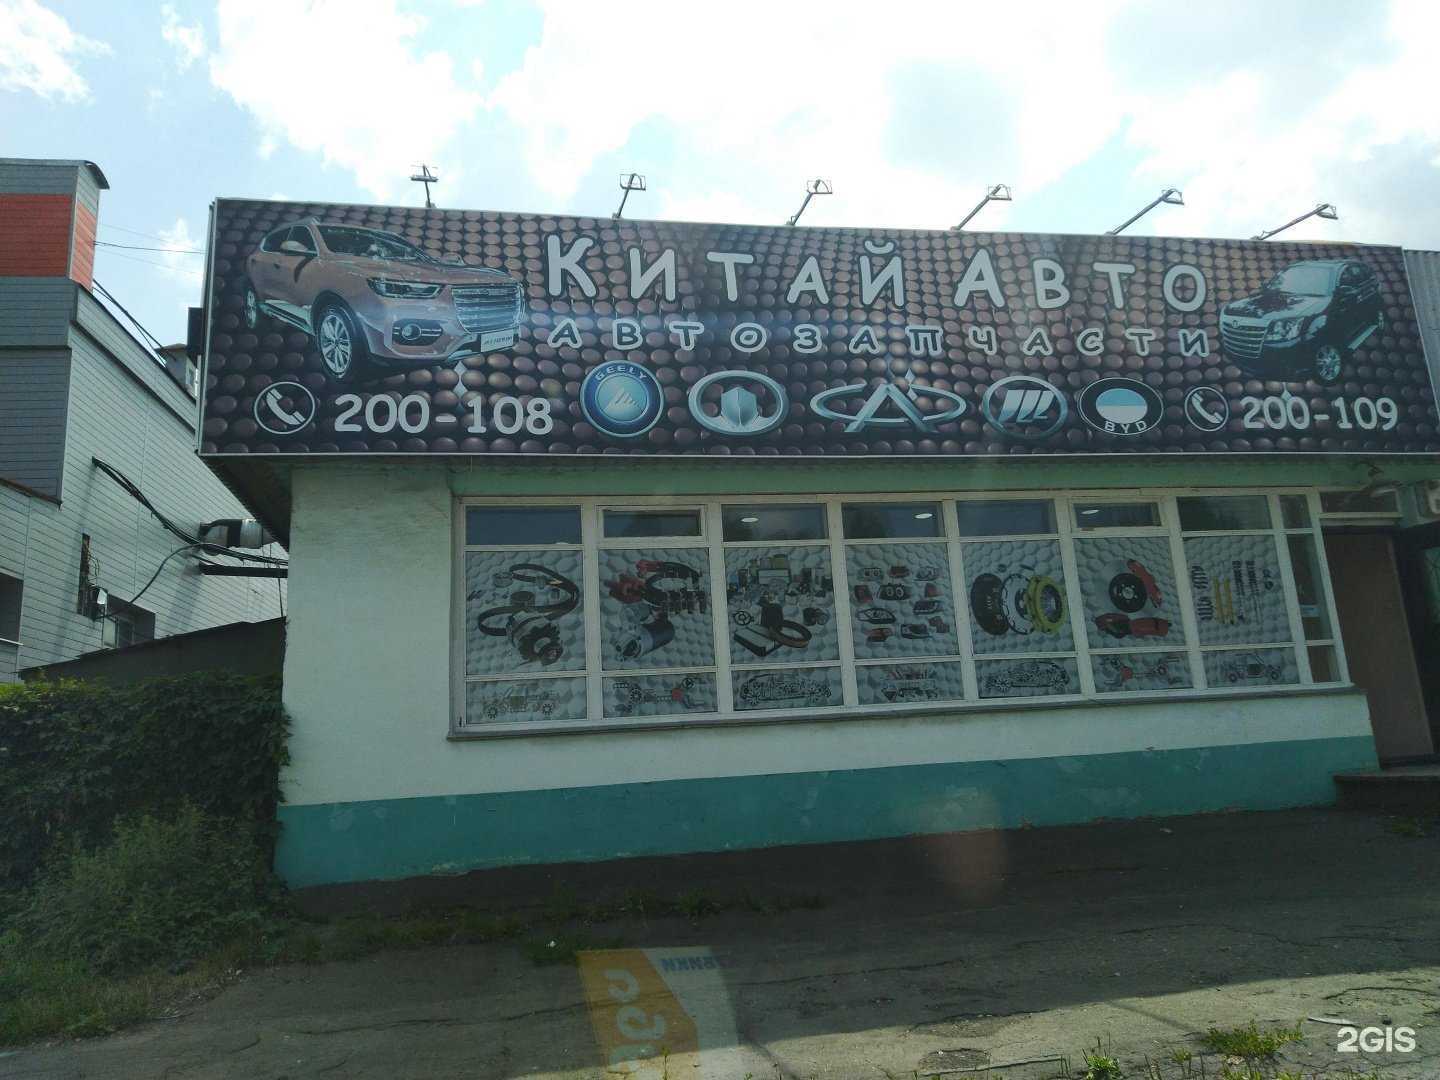 КИТАЙ АВТО
АВТОЗАПЧАСТИ
200-108
GEELY
BYD
200-109
2GIS